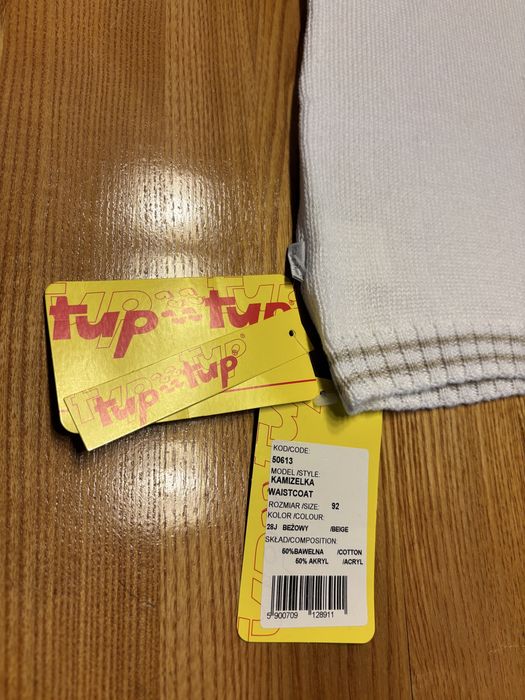 tup tup
tup tup
KOD/CODE:
50613
MODEL /STYLE:
KAMIZELKA
WAISTCOAT
ROZMIAR /SIZE: 92
KOLOR /COLOUR:
28J BEŻOWY /BEIGE
SKŁAD/COMPOSITION:
50%BAWEŁNA /COTTON
50% AKRYL /ACRYL
5 900709 128911